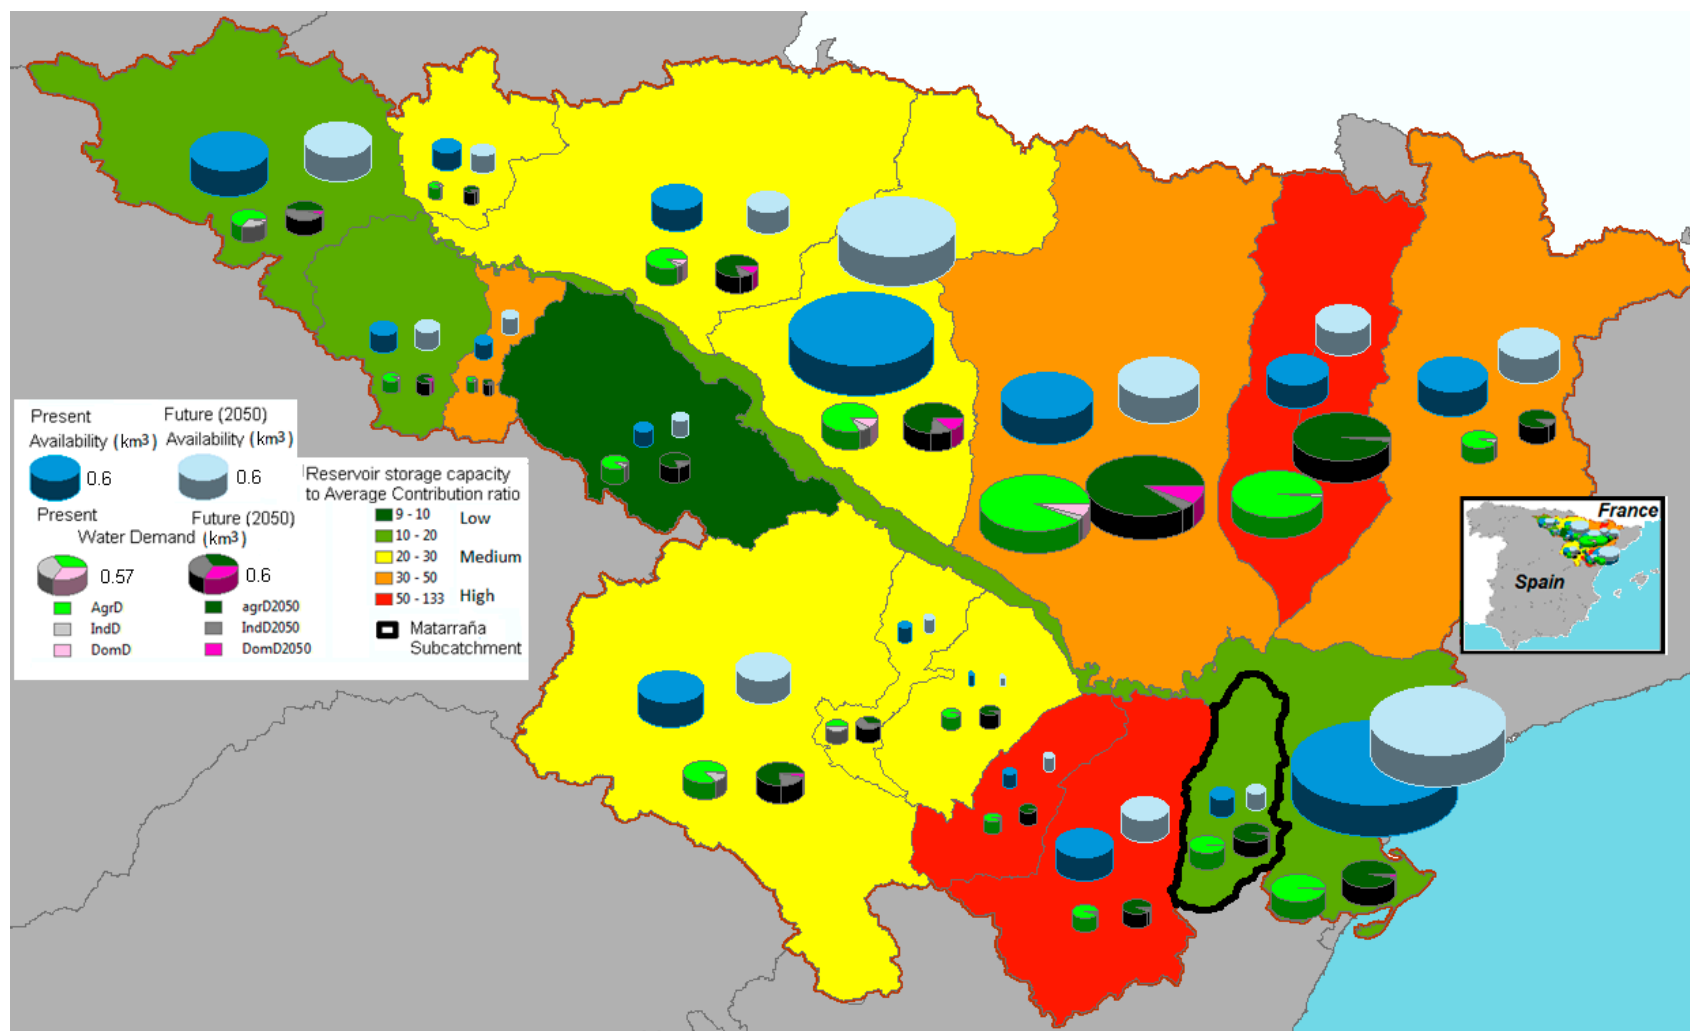 Present
Availability (km³)
Future (2050)
Availability (km³)
0.6
0.6
Present
Future (2050)
Water Demand (km³)
0.57
0.6
AgrD
agrD2050
IndD
IndD2050
DomD
DomD2050
Reservoir storage capacity
to Average Contribution ratio
9 - 10
Low
10 - 20
20 - 30
Medium
30 - 50
50 - 133
High
Matarraña
Subcatchment
France
Spain